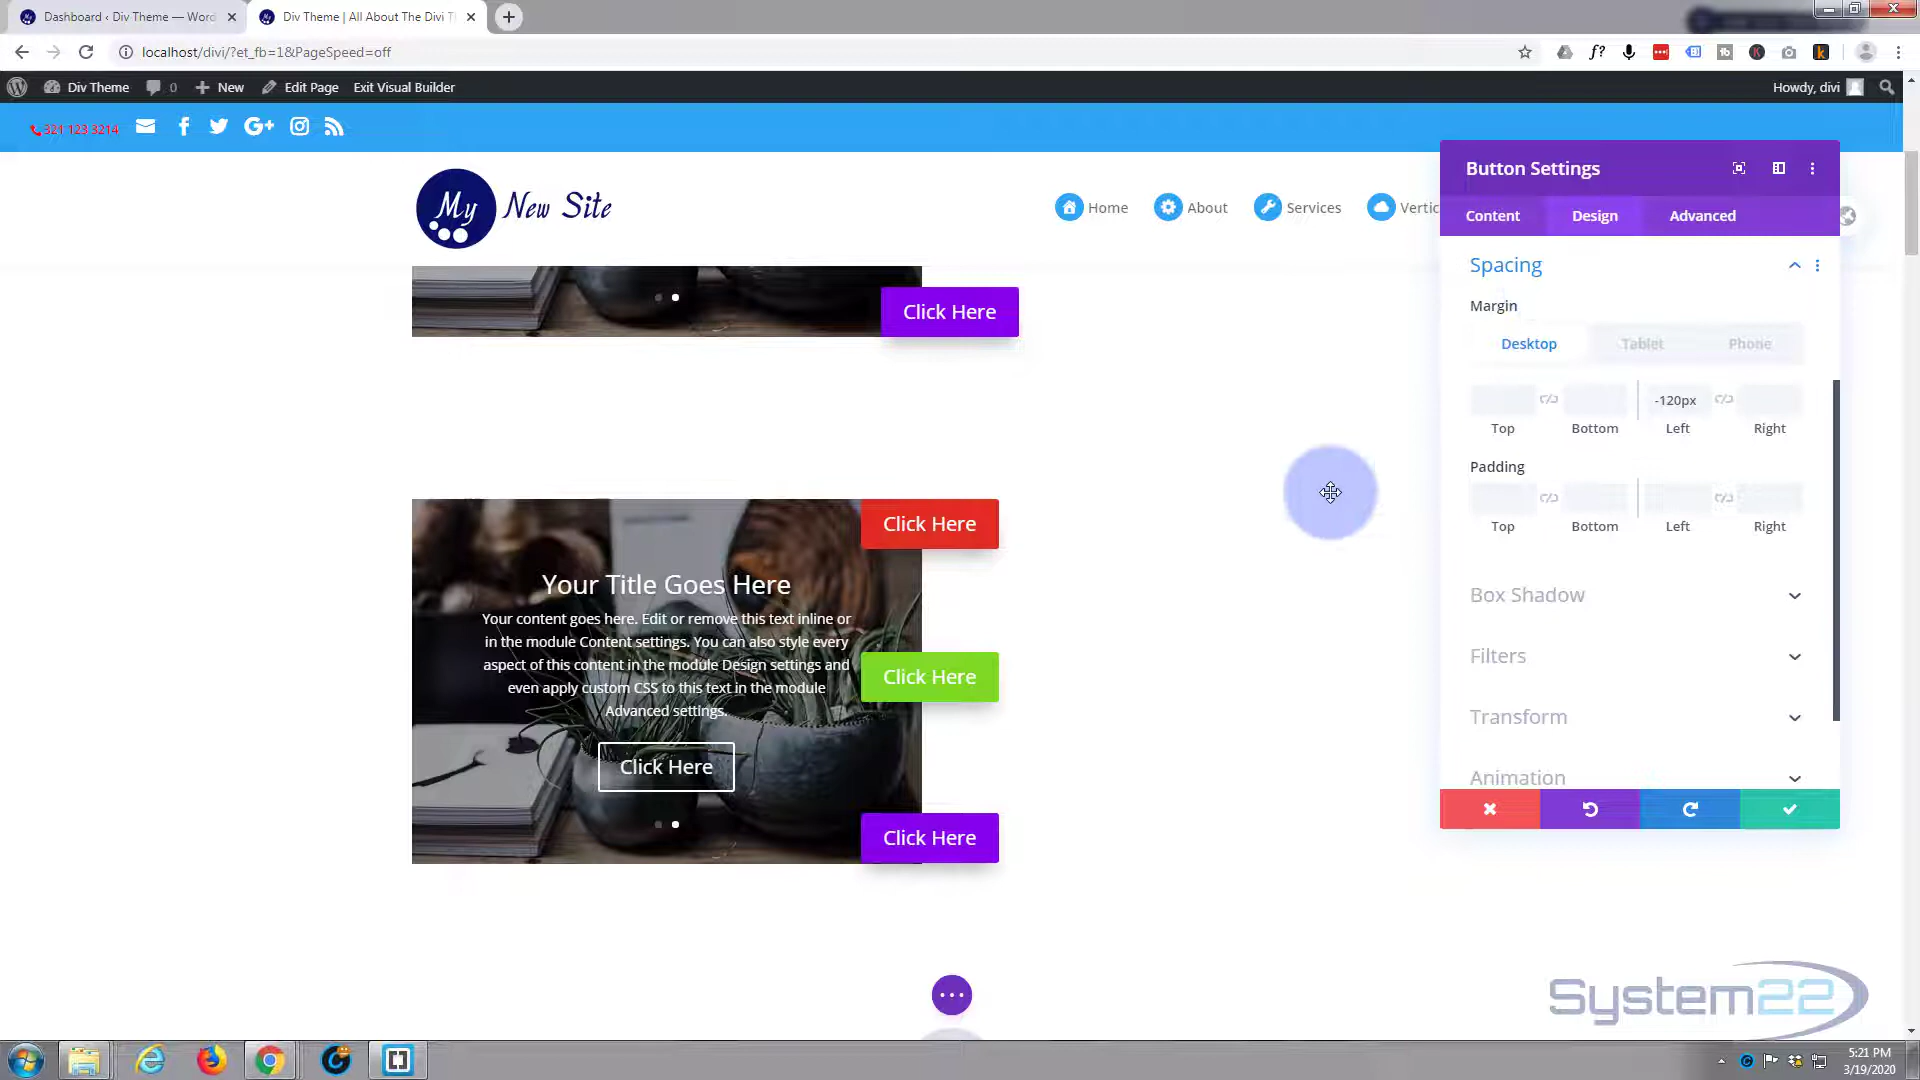 Dashboard ‹ Div Theme — Word
Div Theme | All About The Divi T
localhost/divi/?et_fb=1&PageSpeed=off
Div Theme
0
New
Edit Page
Exit Visual Builder
Howdy, divi
321 123 3214
My New Site
Home
About
Services
Vertic
Button Settings
Content
Design
Advanced
Spacing
Margin
Desktop
Tablet
Phone
-120px
Top
Bottom
Left
Right
Padding
Top
Bottom
Left
Right
Box Shadow
Filters
Transform
Animation
Click Here
Click Here
Your Title Goes Here
Your content goes here. Edit or remove this text inline or
in the module Content settings. You can also style every
aspect of this content in the module Design settings and
even apply custom CSS to this text in the module
Advanced settings.
Click Here
Click Here
Click Here
System22
5:21 PM
3/19/2020